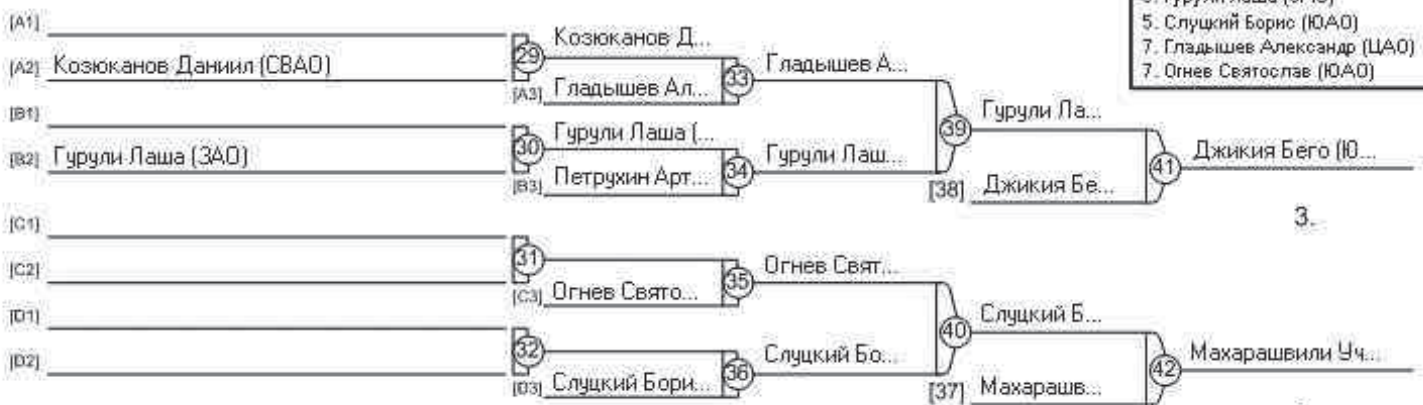 5. Слуцкий Борис (ЮАО)
7. Гладышев Александр (ЦАО)
7. Огнев Святослав (ЮАО)
[A1]
[A2] Козюканов Даниил (СВАО)
29
Козюканов Д...
[A3] Гладышев Ал...
33
Гладышев А...
[B1]
[B2] Гурули Лаша (ЗАО)
30
Гурули Лаша (...
[B3] Петрухин Арт...
34
Гурули Лаш...
39
Гурули Ла...
[38] Джикия Бе...
41
Джикия Бего (Ю...
3.
[C1]
[C2]
31
[C3] Огнев Свято...
35
Огнев Свят...
[D1]
[D2]
32
[D3] Слуцкий Бори...
36
Слуцкий Бо...
40
Слуцкий Б...
[37] Махарашв...
42
Махарашвили Уч...